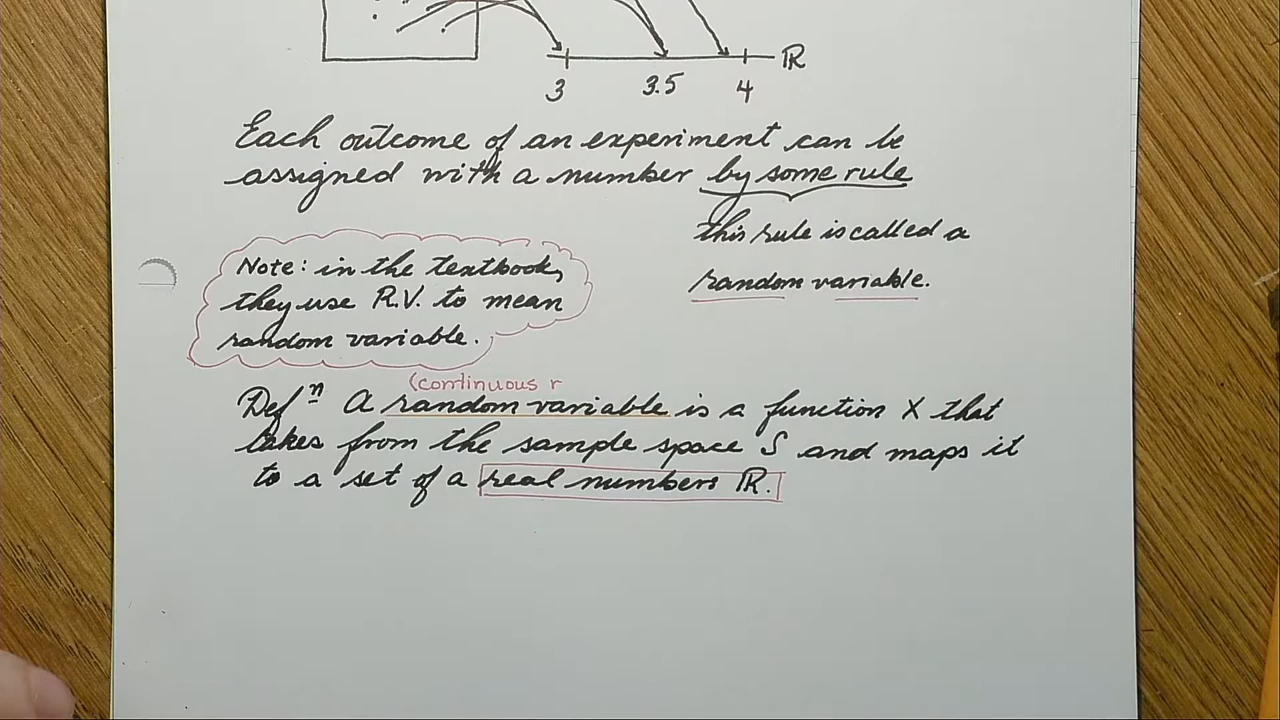 ℝ
3 3.5 4
Each outcome of an experiment can be
assigned with a number by some rule
this rule is called a
random variable.
Note: in the textbook,
they use R.V. to mean
random variable.
(continuous r
Defⁿ A random variable is a function X that
takes from the sample space S and maps it
to a set of a real numbers ℝ.